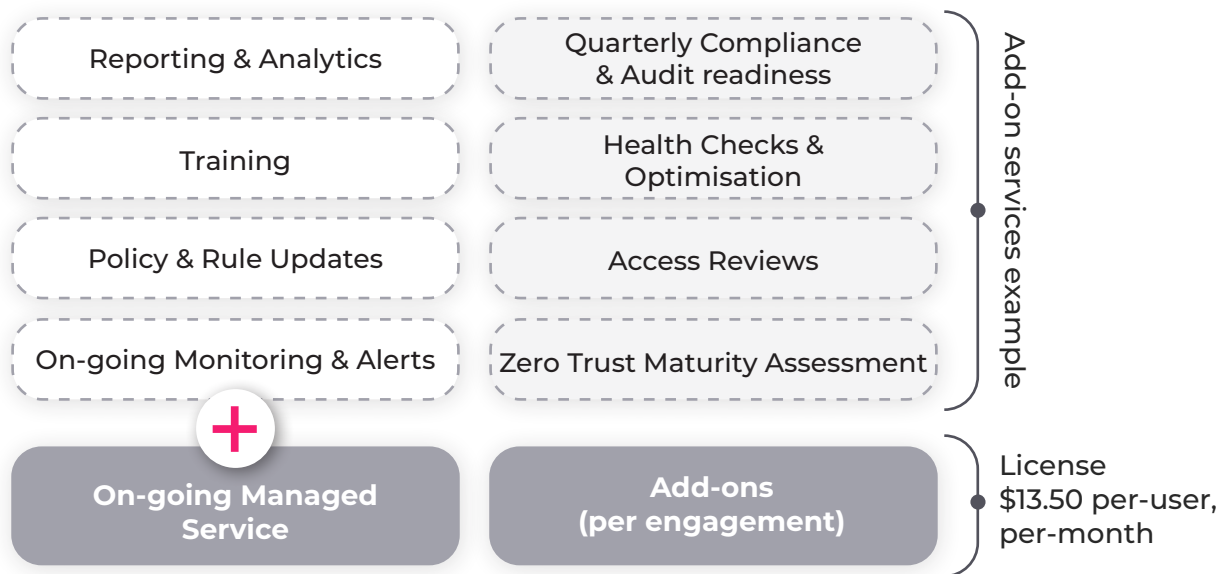 Reporting & Analytics
Quarterly Compliance
& Audit readiness
Training
Health Checks &
Optimisation
Policy & Rule Updates
Access Reviews
On-going Monitoring & Alerts
Zero Trust Maturity Assessment
Add-on services example
+
On-going Managed
Service
Add-ons
(per engagement)
License
$13.50 per-user,
per-month